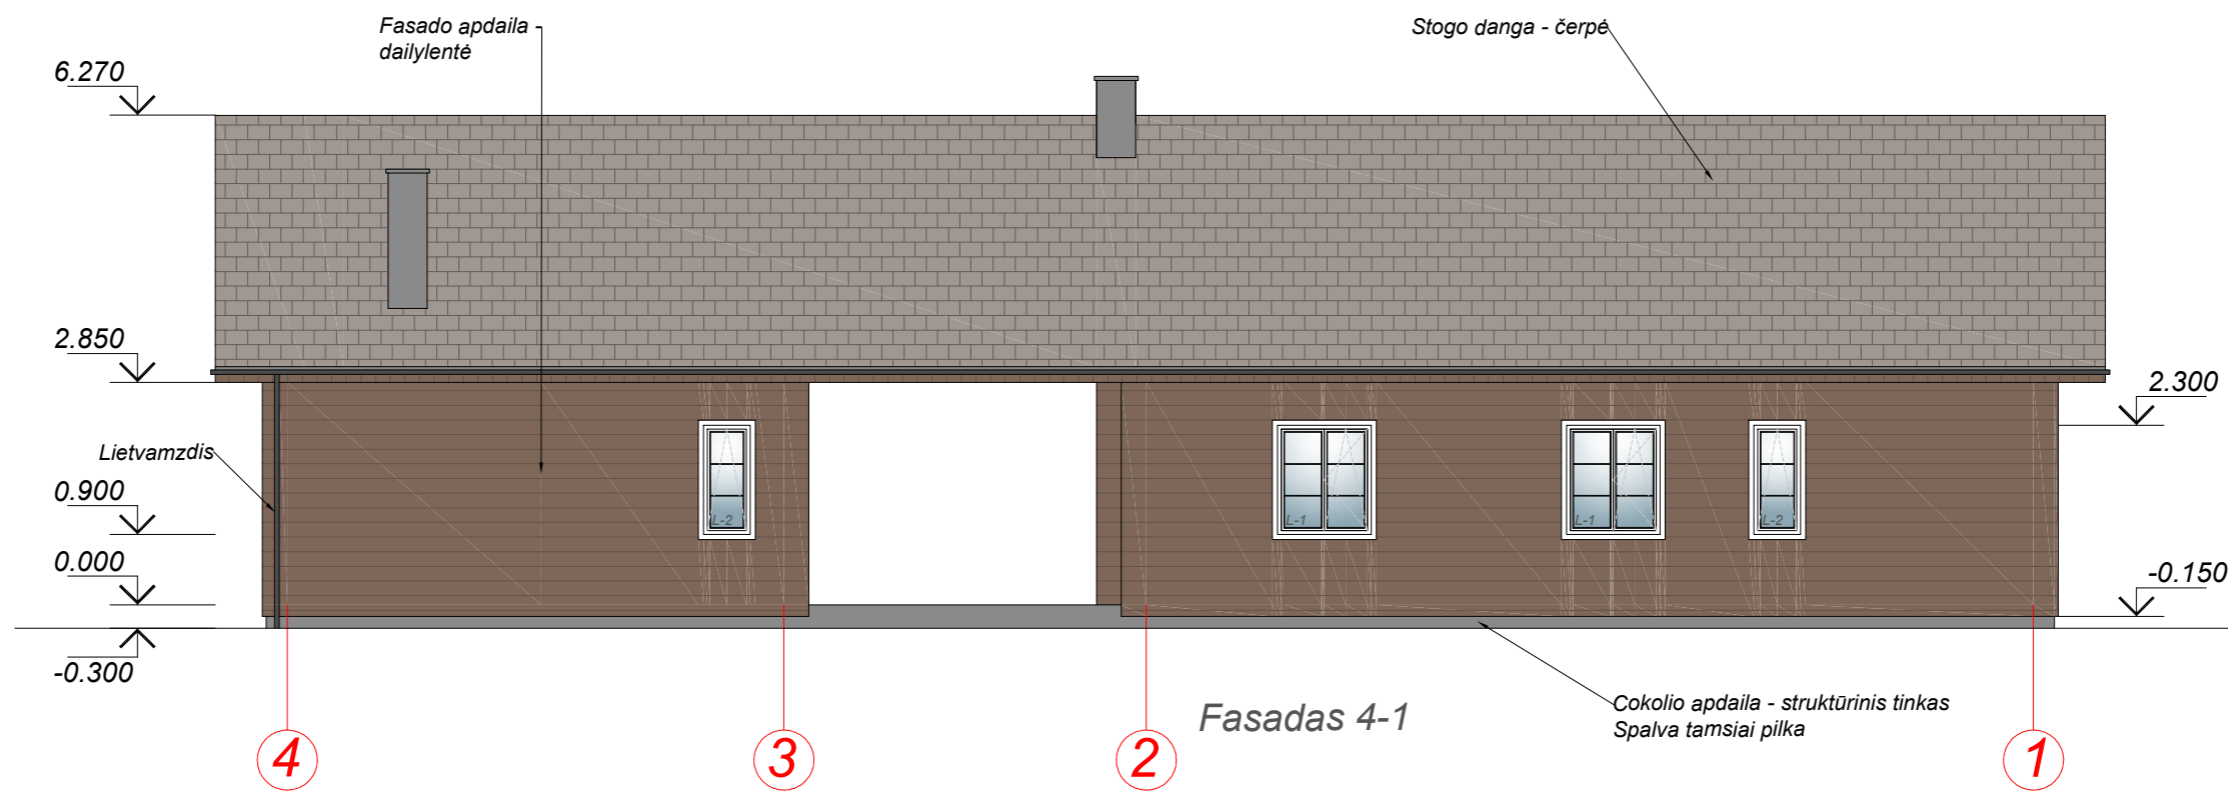 Fasado apdaila
dailylentė
Stogo danga - čerpė
6.270
2.850
2.300
Lietvamzdis
0.900
L-2
L-1
L-1
L-2
0.000
-0.150
-0.300
Cokolio apdaila - struktūrinis tinkas
Spalva tamsiai pilka
Fasadas 4-1
4
3
2
1